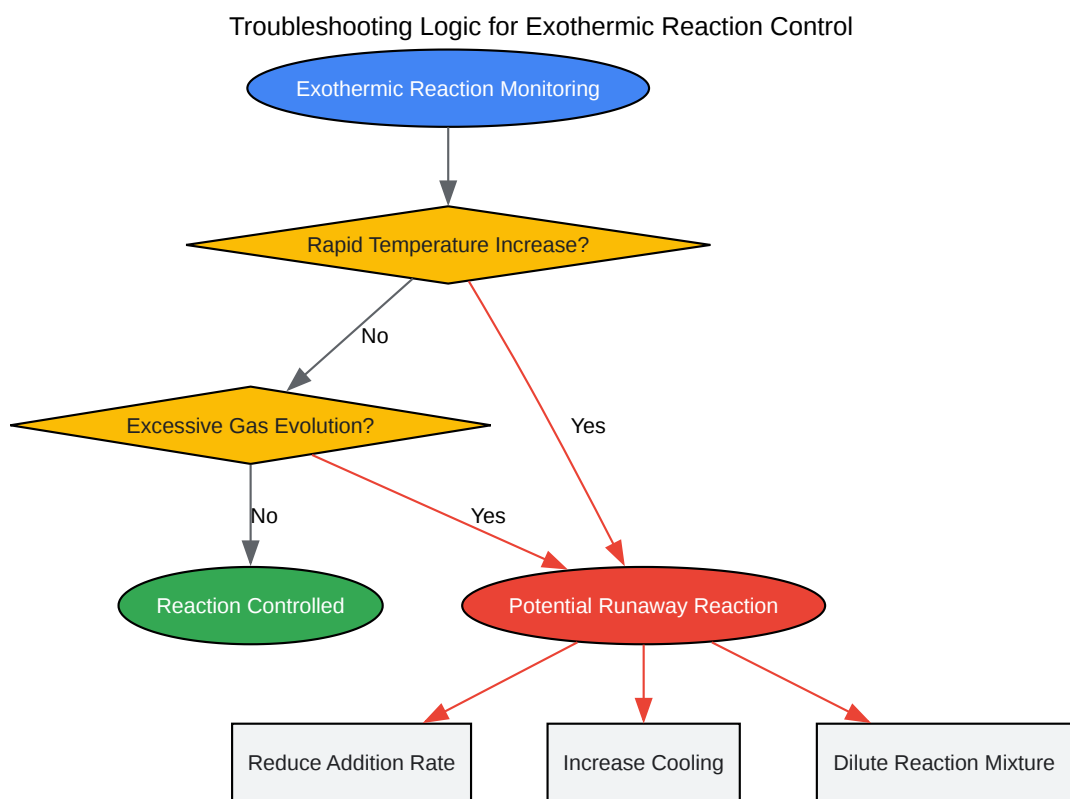 Troubleshooting Logic for Exothermic Reaction Control
Exothermic Reaction Monitoring
Rapid Temperature Increase?
No
Excessive Gas Evolution?
Yes
No
Yes
Reaction Controlled
Potential Runaway Reaction
Reduce Addition Rate
Increase Cooling
Dilute Reaction Mixture